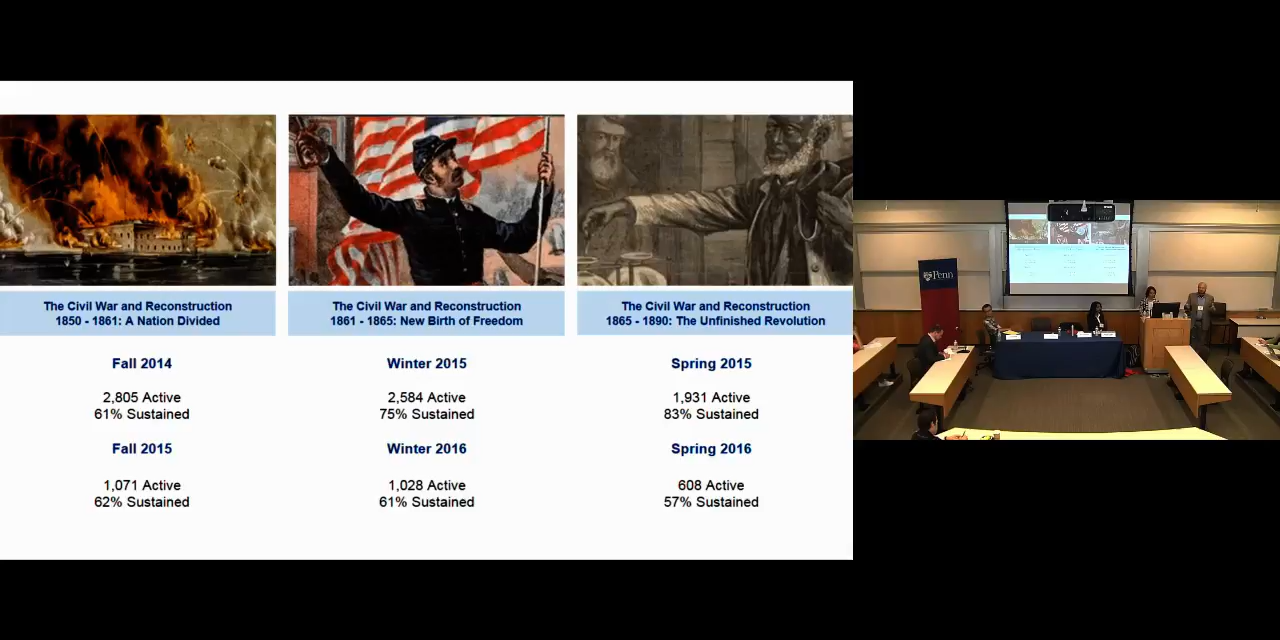 The Civil War and Reconstruction
1850 - 1861: A Nation Divided
Fall 2014
2,805 Active
61% Sustained
Fall 2015
1,071 Active
62% Sustained
The Civil War and Reconstruction
1861 - 1865: New Birth of Freedom
Winter 2015
2,584 Active
75% Sustained
Winter 2016
1,028 Active
61% Sustained
The Civil War and Reconstruction
1865 - 1890: The Unfinished Revolution
Spring 2015
1,931 Active
83% Sustained
Spring 2016
608 Active
57% Sustained
Penn